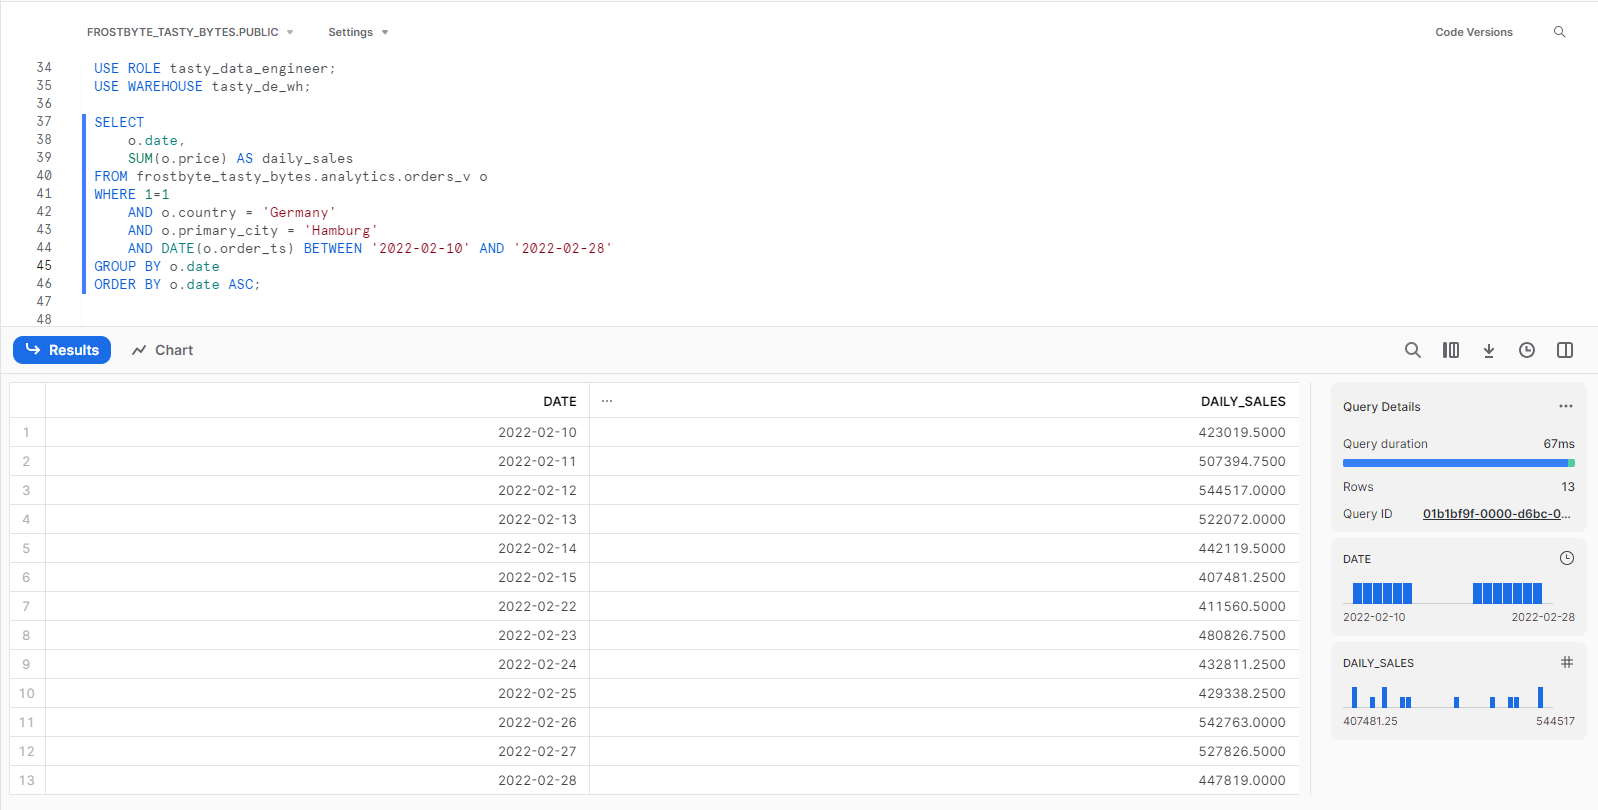 FROSTBYTE_TASTY_BYTES.PUBLIC Settings Code Versions
34 USE ROLE tasty_data_engineer;
35 USE WAREHOUSE tasty_de_wh;
36
37 SELECT
38 o.date,
39 SUM(o.price) AS daily_sales
40 FROM frostbyte_tasty_bytes.analytics.orders_v o
41 WHERE 1=1
42 AND o.country = 'Germany'
43 AND o.primary_city = 'Hamburg'
44 AND DATE(o.order_ts) BETWEEN '2022-02-10' AND '2022-02-28'
45 GROUP BY o.date
46 ORDER BY o.date ASC;
47
48
Results Chart
DATE ... DAILY_SALES
1 2022-02-10 423019.5000
2 2022-02-11 507394.7500
3 2022-02-12 544517.0000
4 2022-02-13 522072.0000
5 2022-02-14 442119.5000
6 2022-02-15 407481.2500
7 2022-02-22 411560.5000
8 2022-02-23 480826.7500
9 2022-02-24 432811.2500
10 2022-02-25 429338.2500
11 2022-02-26 542763.0000
12 2022-02-27 527826.5000
13 2022-02-28 447819.0000
Query Details ...
Query duration 67ms
Rows 13
Query ID 01b1bf9f-0000-d6bc-0...
DATE
2022-02-10 2022-02-28
DAILY_SALES #
407481.25 544517